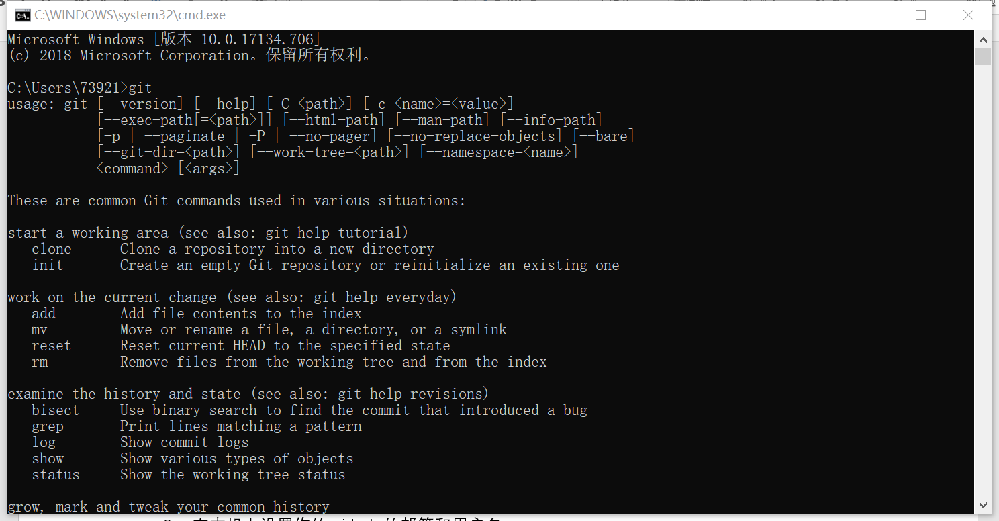 C:\WINDOWS\system32\cmd.exe
Microsoft Windows [版本 10.0.17134.706]
(c) 2018 Microsoft Corporation。保留所有权利。
C:\Users\73921>git
usage: git [--version] [--help] [-C <path>] [-c <name>=<value>]
[--exec-path[=<path>]] [--html-path] [--man-path] [--info-path]
[-p | --paginate | -P | --no-pager] [--no-replace-objects] [--bare]
[--git-dir=<path>] [--work-tree=<path>] [--namespace=<name>]
<command> [<args>]
These are common Git commands used in various situations:
start a working area (see also: git help tutorial)
clone Clone a repository into a new directory
init Create an empty Git repository or reinitialize an existing one
work on the current change (see also: git help everyday)
add Add file contents to the index
mv Move or rename a file, a directory, or a symlink
reset Reset current HEAD to the specified state
rm Remove files from the working tree and from the index
examine the history and state (see also: git help revisions)
bisect Use binary search to find the commit that introduced a bug
grep Print lines matching a pattern
log Show commit logs
show Show various types of objects
status Show the working tree status
grow, mark and tweak your common history